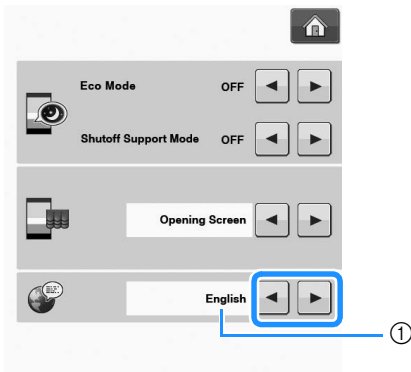 Eco Mode OFF
Shutoff Support Mode OFF
Opening Screen
English
①